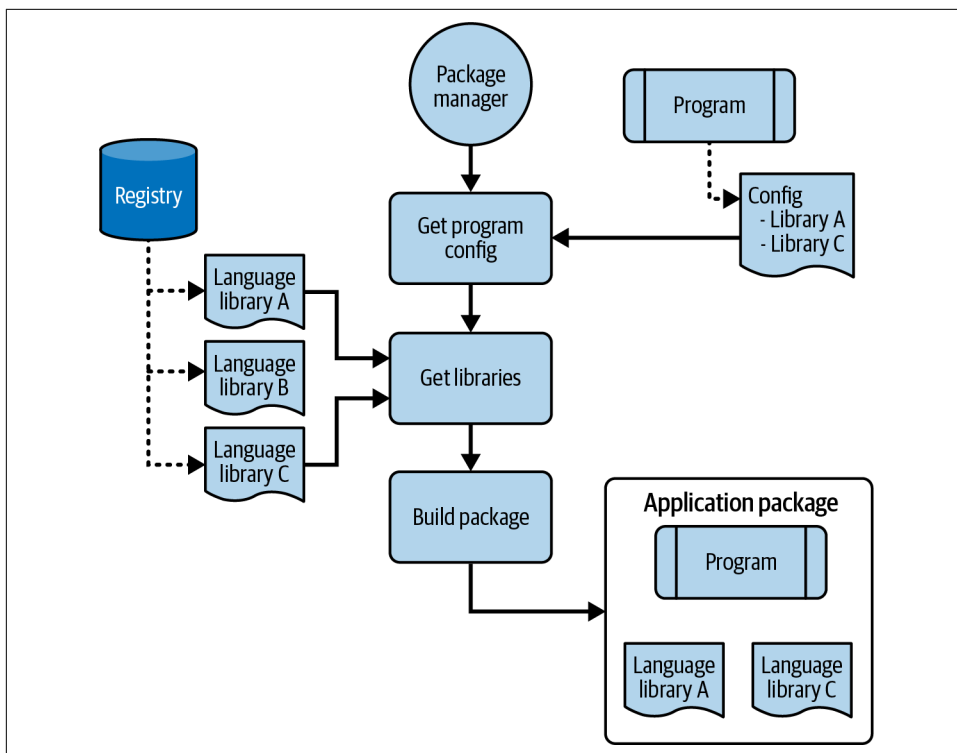 Package
manager
Program
Registry
Config
- Library A
- Library C
Get program
config
Language
library A
Language
library B
Language
library C
Get libraries
Build package
Application package
Program
Language
library A
Language
library C